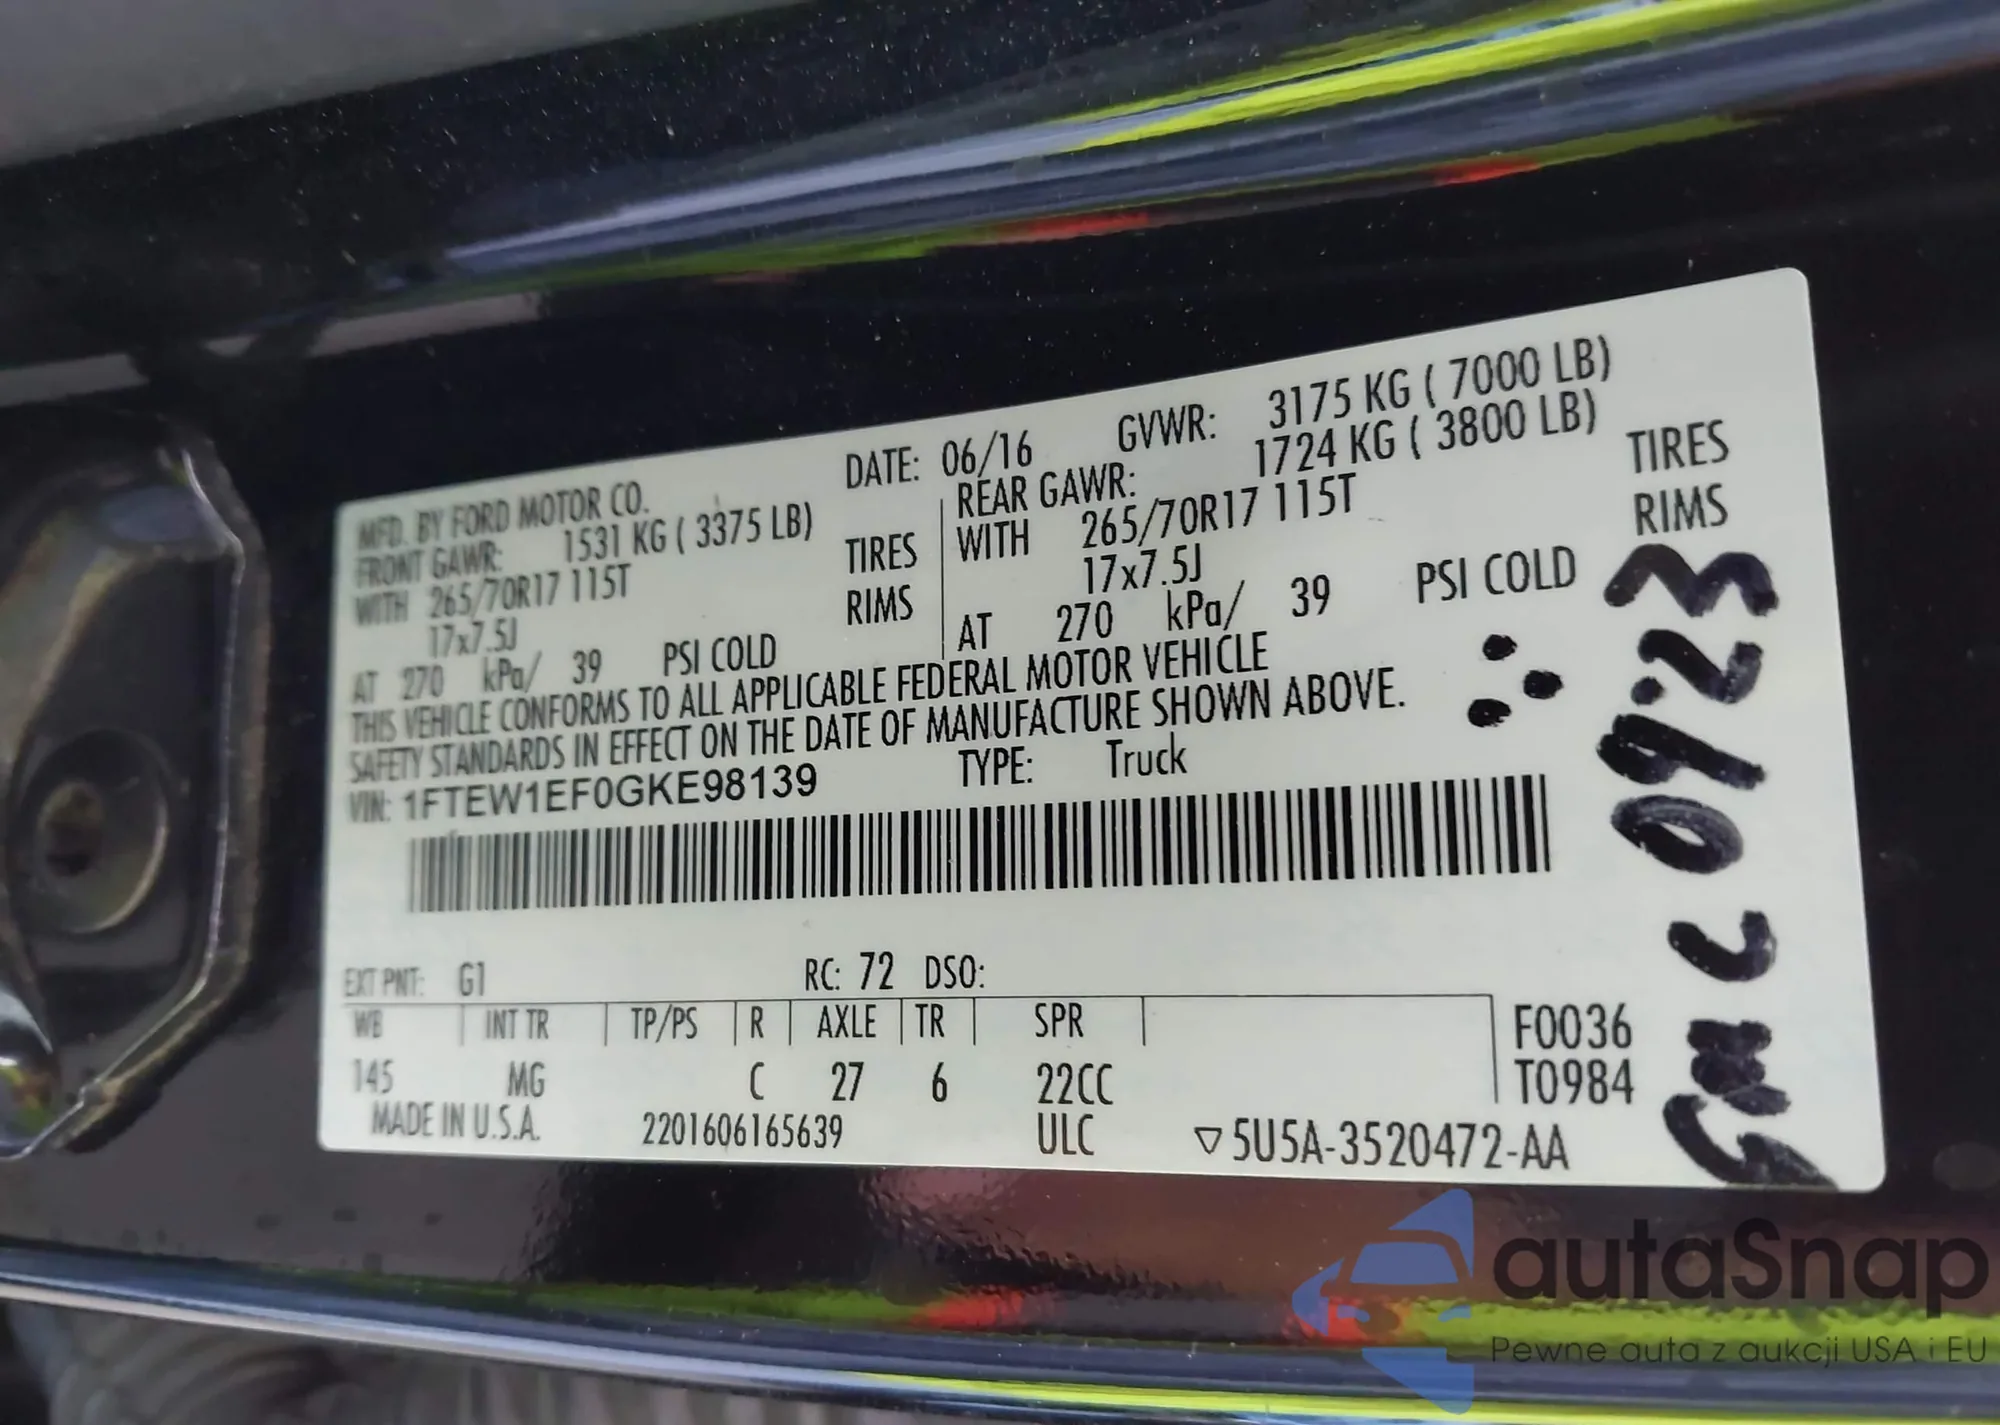 MFD. BY FORD MOTOR CO. DATE: 06/16 GVWR: 3175 KG ( 7000 LB)
FRONT GAWR: 1531 KG ( 3375 LB) REAR GAWR: 1724 KG ( 3800 LB)
WITH 265/70R17 115T TIRES WITH 265/70R17 115T TIRES
17x7.5J RIMS 17x7.5J RIMS
AT 270 kPa/ 39 PSI COLD AT 270 kPa/ 39 PSI COLD
THIS VEHICLE CONFORMS TO ALL APPLICABLE FEDERAL MOTOR VEHICLE
SAFETY STANDARDS IN EFFECT ON THE DATE OF MANUFACTURE SHOWN ABOVE.
VIN: 1FTEW1EF0GKE98139 TYPE: Truck
EXT PNT: G1 RC: 72 DSO:
WB INT TR TP/PS R AXLE TR SPR F0036
145 MG C 27 6 22CC T0984
MADE IN U.S.A. 2201606165639 ULC ▽5U5A-3520472-AA
autaSnap
Pewne auta z aukcji USA i EU